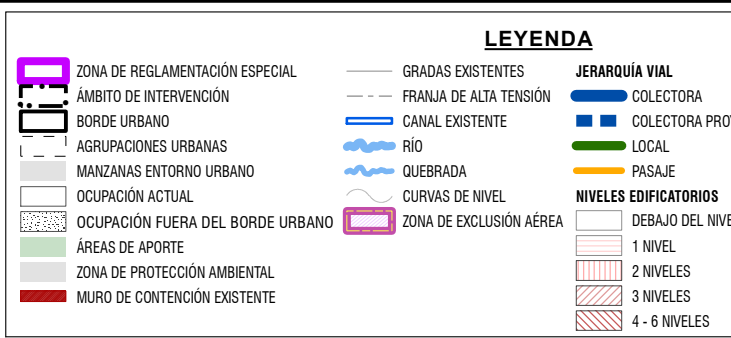 LEYENDA
ZONA DE REGLAMENTACIÓN ESPECIAL
ÁMBITO DE INTERVENCIÓN
BORDE URBANO
AGRUPACIONES URBANAS
MANZANAS ENTORNO URBANO
OCUPACIÓN ACTUAL
OCUPACIÓN FUERA DEL BORDE URBANO
ÁREAS DE APORTE
ZONA DE PROTECCIÓN AMBIENTAL
MURO DE CONTENCIÓN EXISTENTE
GRADAS EXISTENTES
FRANJA DE ALTA TENSIÓN
CANAL EXISTENTE
RÍO
QUEBRADA
CURVAS DE NIVEL
ZONA DE EXCLUSIÓN AÉREA
JERARQUÍA VIAL
COLECTORA
COLECTORA
LOCAL
PASAJE
NIVELES EDIFICATORIOS
DEBAJO DEL
1 NIVEL
2 NIVELES
3 NIVELES
4 - 6 NIVELES